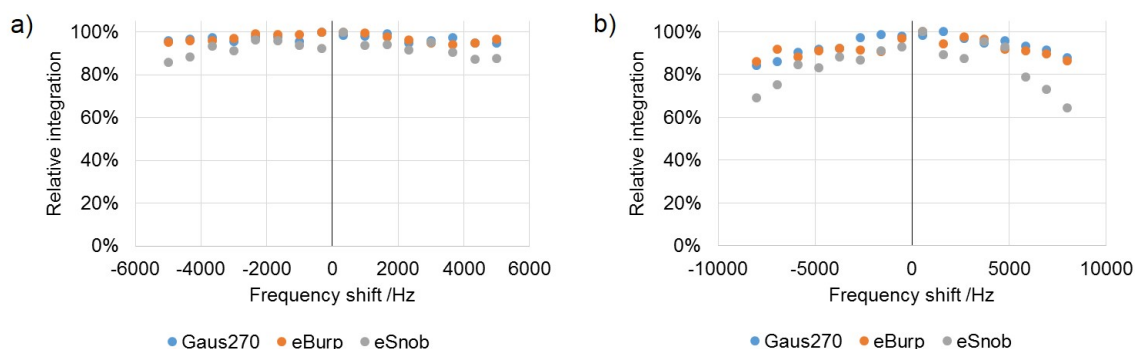 a)
100%
80%
60%
40%
20%
0%
Relative integration
-6000 -4000 -2000 0 2000 4000 6000
Frequency shift /Hz
Gaus270 eBurp eSnob
b)
100%
80%
60%
40%
20%
0%
Relative integration
-10000 -5000 0 5000 10000
Frequency shift /Hz
Gaus270 eBurp eSnob